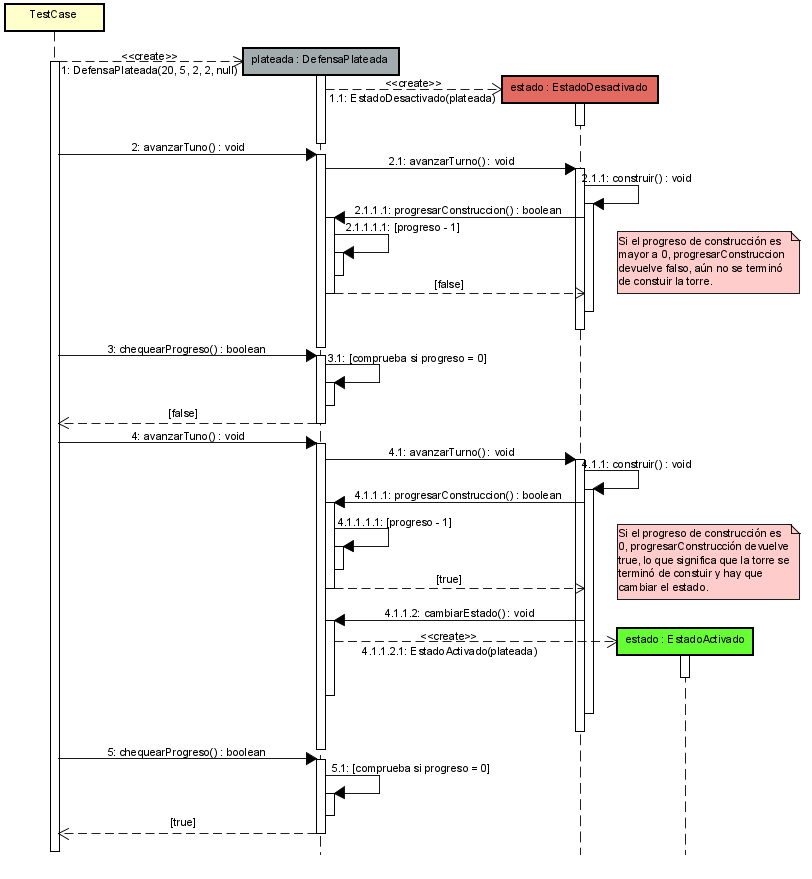 TestCase
<<create>>
1: DefensaPlateada(20, 5, 2, 2, null)
plateada : DefensaPlateada
<<create>>
1.1: EstadoDesactivado(plateada)
estado : EstadoDesactivado
2: avanzarTuno() : void
2.1: avanzarTurno() : void
2.1.1: construir() : void
2.1.1.1: progresarConstruccion() : boolean
2.1.1.1.1: [progreso - 1]
[false]
Si el progreso de construcción es
mayor a 0, progresarConstruccion
devuelve falso, aún no se terminó
de constuir la torre.
3: chequearProgreso() : boolean
3.1: [comprueba si progreso = 0]
[false]
4: avanzarTuno() : void
4.1: avanzarTurno() : void
4.1.1: construir() : void
4.1.1.1: progresarConstruccion() : boolean
4.1.1.1.1: [progreso - 1]
[true]
Si el progreso de construcción es
0, progresarConstrucción devuelve
true, lo que significa que la torre se
terminó de constuir y hay que
cambiar el estado.
4.1.1.2: cambiarEstado() : void
<<create>>
4.1.1.2.1: EstadoActivado(plateada)
estado : EstadoActivado
5: chequearProgreso() : boolean
5.1: [comprueba si progreso = 0]
[true]